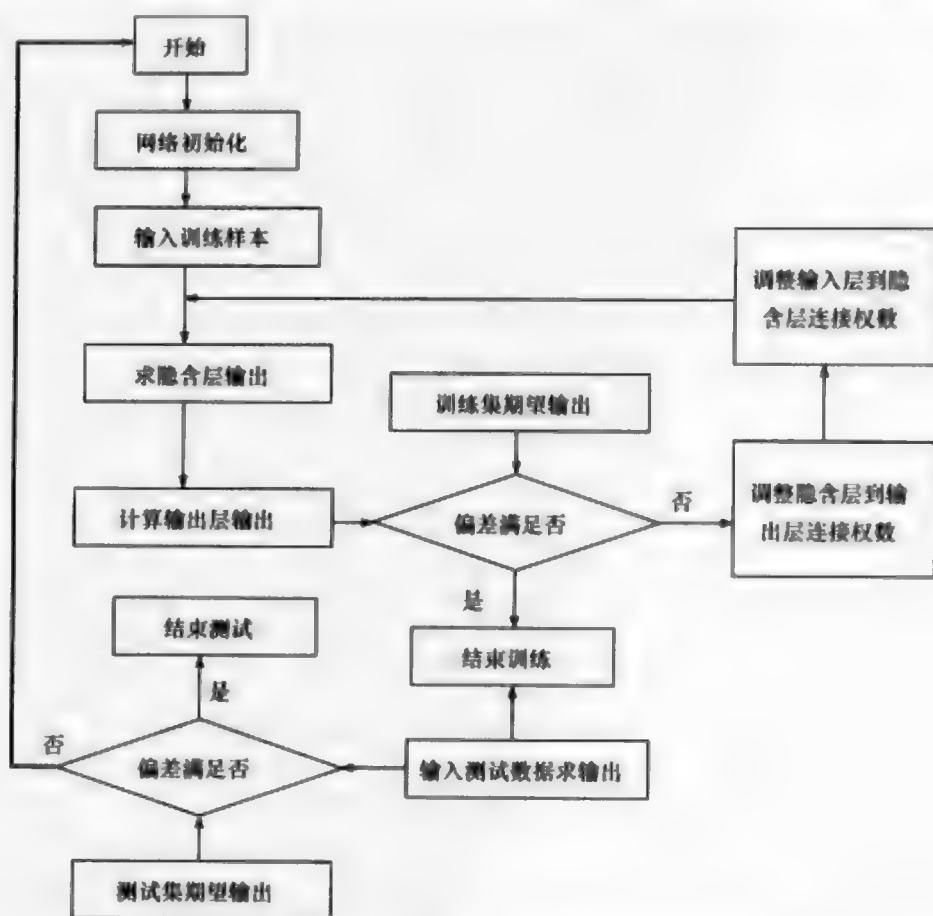 开始
网络初始化
输入训练样本
调整输入层到隐
含层连接权数
求隐含层输出
训练集期望输出
计算输出层输出
偏差满足否
否
调整隐含层到输
出层连接权数
是
结束测试
结束训练
是
否
偏差满足否
输入测试数据求输出
测试集期望输出